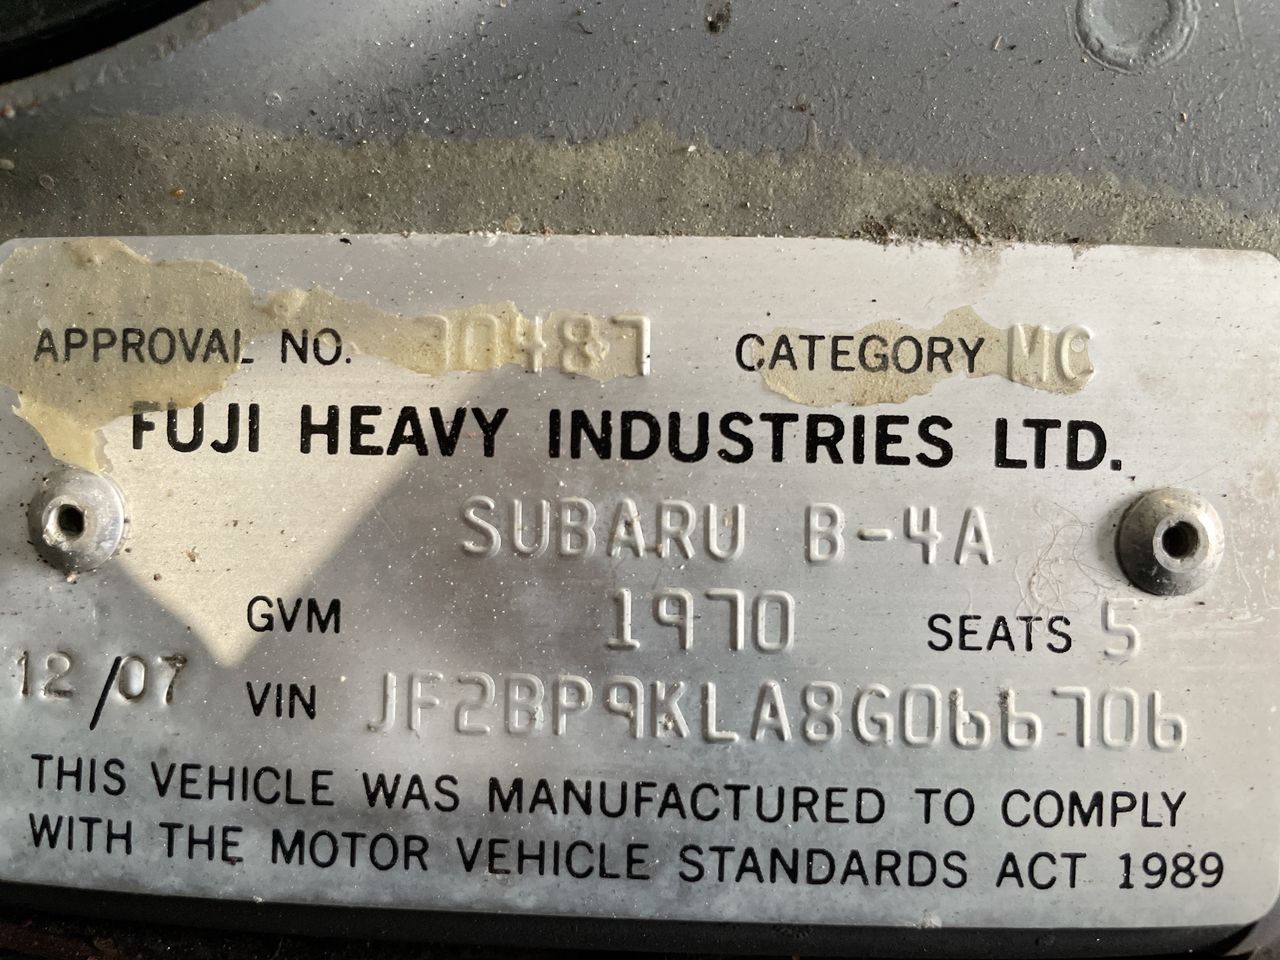 APPROVAL NO. 70487 CATEGORY MC
FUJI HEAVY INDUSTRIES LTD.
SUBARU B-4A
GVM 1970 SEATS 5
12/07 VIN JF2BP9KLA8G066706
THIS VEHICLE WAS MANUFACTURED TO COMPLY
WITH THE MOTOR VEHICLE STANDARDS ACT 1989